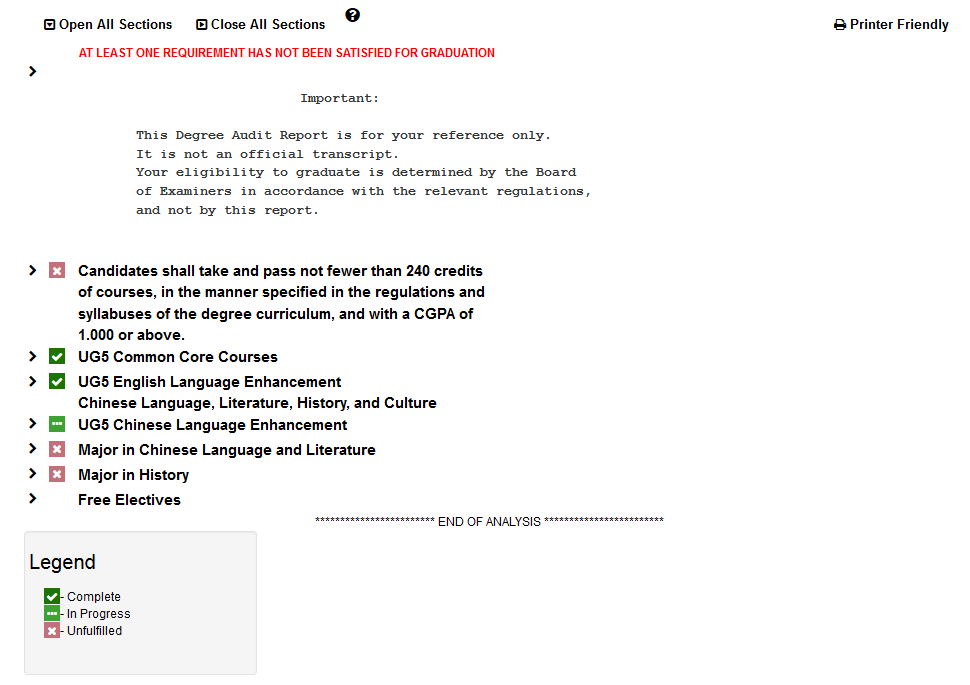 Open All Sections Close All Sections Printer Friendly
AT LEAST ONE REQUIREMENT HAS NOT BEEN SATISFIED FOR GRADUATION
Important:
This Degree Audit Report is for your reference only.
It is not an official transcript.
Your eligibility to graduate is determined by the Board
of Examiners in accordance with the relevant regulations,
and not by this report.
Candidates shall take and pass not fewer than 240 credits
of courses, in the manner specified in the regulations and
syllabuses of the degree curriculum, and with a CGPA of
1.000 or above.
UG5 Common Core Courses
UG5 English Language Enhancement
Chinese Language, Literature, History, and Culture
UG5 Chinese Language Enhancement
Major in Chinese Language and Literature
Major in History
Free Electives
************************ END OF ANALYSIS ************************
Legend
- Complete
- In Progress
- Unfulfilled